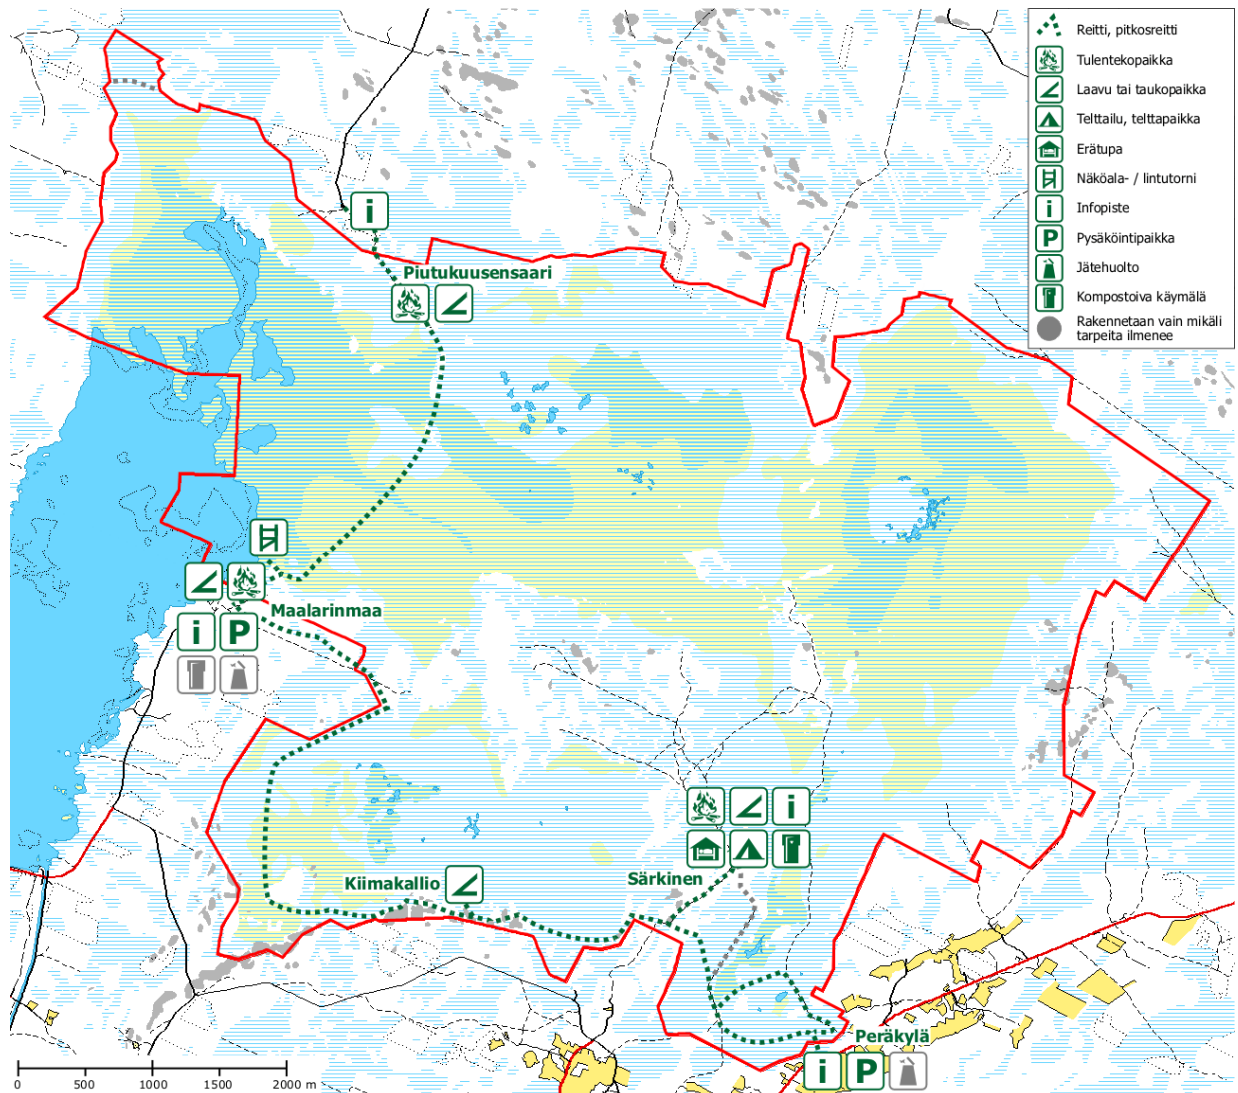 Reitti, pitkosreitti
Tulentekopaikka
Laavu tai taukopaikka
Telttailu, telttapaikka
Erätupa
Näköala- / lintutorni
i Infopiste
P Pysäköintipaikka
Jätehuolto
Kompostoiva käymälä
Rakennetaan vain mikäli
tarpeita ilmenee
i
Piutukuusensaari
Maalarinmaa
i P
i
Särkinen
Kiimakallio
Peräkylä
i P
0 500 1000 1500 2000 m